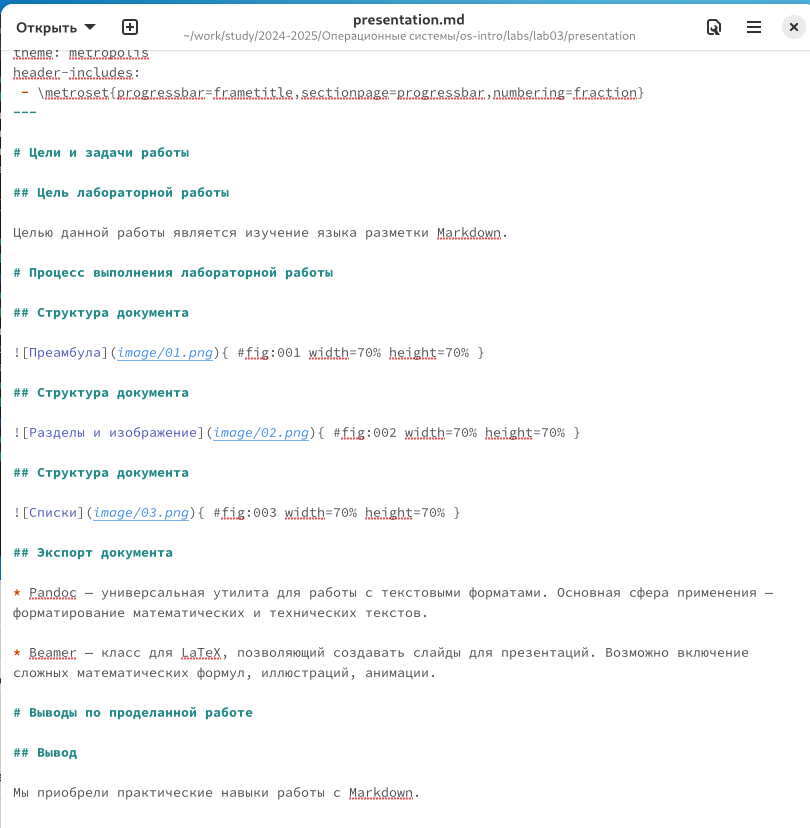 Открыть
presentation.md
~/work/study/2024-2025/Операционные системы/os-intro/labs/lab03/presentation
theme: metropolis
header-includes:
 - \metroset{progressbar=frametitle,sectionpage=progressbar,numbering=fraction}
---
# Цели и задачи работы
## Цель лабораторной работы
Целью данной работы является изучение языка разметки Markdown.
# Процесс выполнения лабораторной работы
## Структура документа
![Преамбула](image/01.png){ #fig:001 width=70% height=70% }
## Структура документа
![Разделы и изображение](image/02.png){ #fig:002 width=70% height=70% }
## Структура документа
![Списки](image/03.png){ #fig:003 width=70% height=70% }
## Экспорт документа
* Pandoc — универсальная утилита для работы с текстовыми форматами. Основная сфера применения —
форматирование математических и технических текстов.
* Beamer — класс для LaTeX, позволяющий создавать слайды для презентаций. Возможно включение
сложных математических формул, иллюстраций, анимации.
# Выводы по проделанной работе
## Вывод
Мы приобрели практические навыки работы с Markdown.